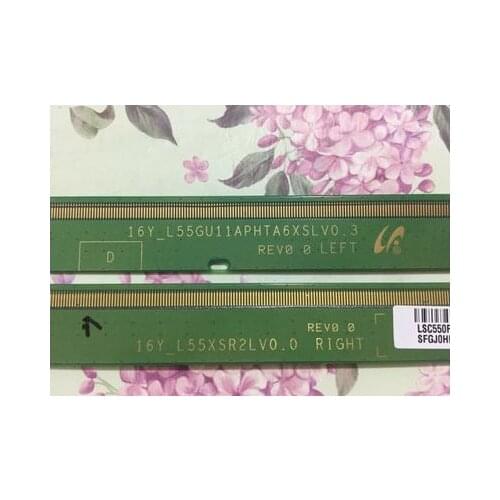 16Y_L55GU11APHTA6XSLV0.3
REV0.0 LEFT
D
REV0.0
16Y_L55XSR2LV0.0 RIGHT
LSC550F
SFGJ0H